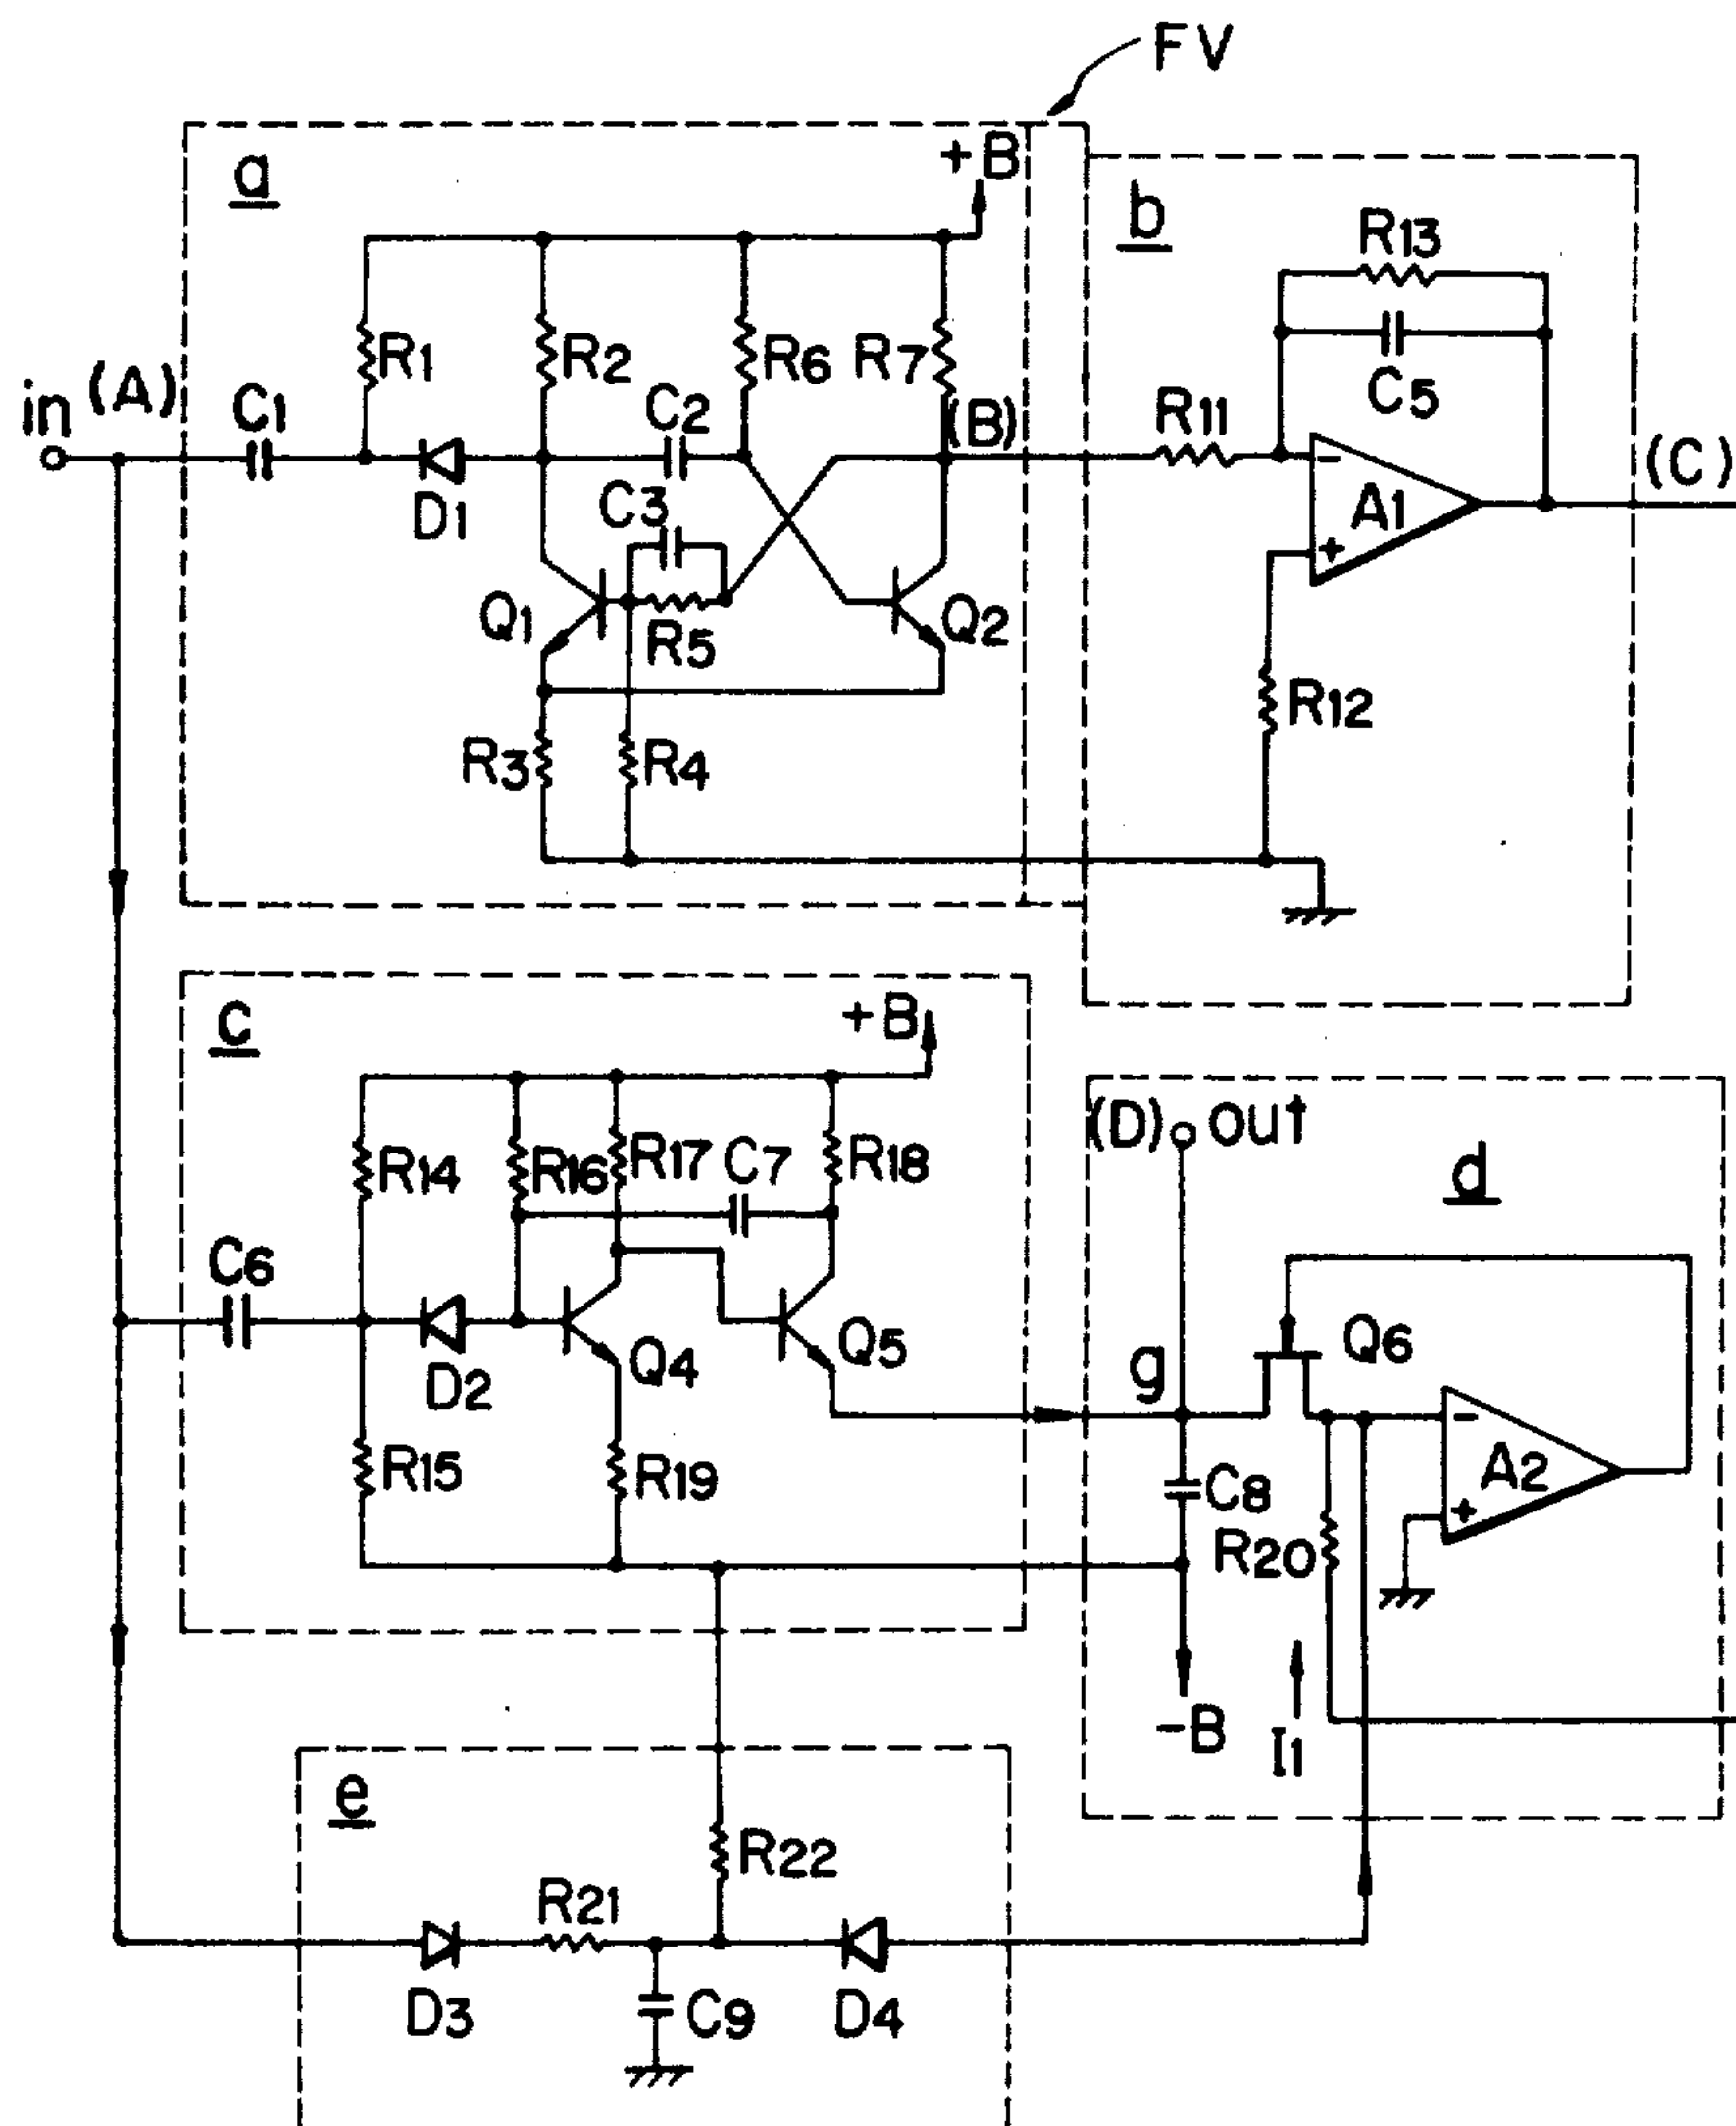 FV
a
+B
b
R13
R1
R2
R6
R7
in
(A)
C1
C2
(B)
R11
C5
(C)
D1
C3
A1
-
+
Q1
R5
Q2
R12
R3
R4
c
+B
(D)
out
d
R14
R16
R17
C7
R18
C6
D2
Q4
Q5
g
Q6
-
A2
+
R15
R19
C8
R20
-B
I1
e
R22
R21
D3
C9
D4